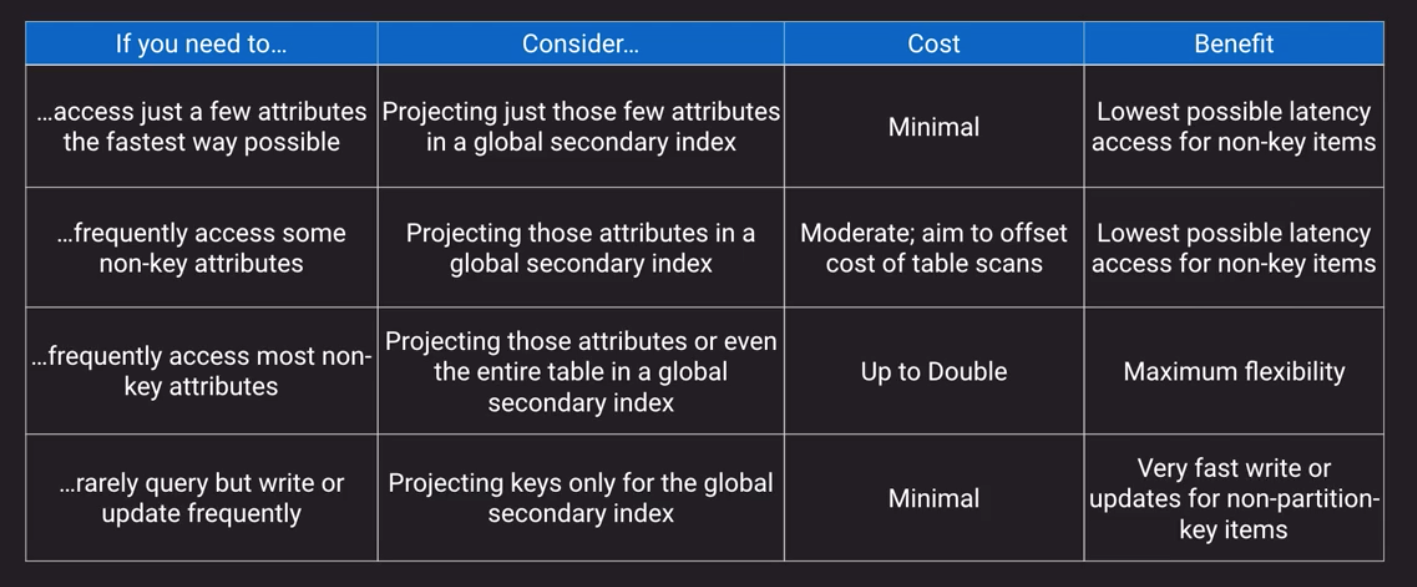 If you need to...
Consider...
Cost
Benefit
...access just a few attributes
the fastest way possible
Projecting just those few attributes
in a global secondary index
Minimal
Lowest possible latency
access for non-key items
...frequently access some
non-key attributes
Projecting those attributes in a
global secondary index
Moderate; aim to offset
cost of table scans
Lowest possible latency
access for non-key items
...frequently access most non-
key attributes
Projecting those attributes or even
the entire table in a global
secondary index
Up to Double
Maximum flexibility
...rarely query but write or
update frequently
Projecting keys only for the global
secondary index
Minimal
Very fast write or
updates for non-partition-
key items